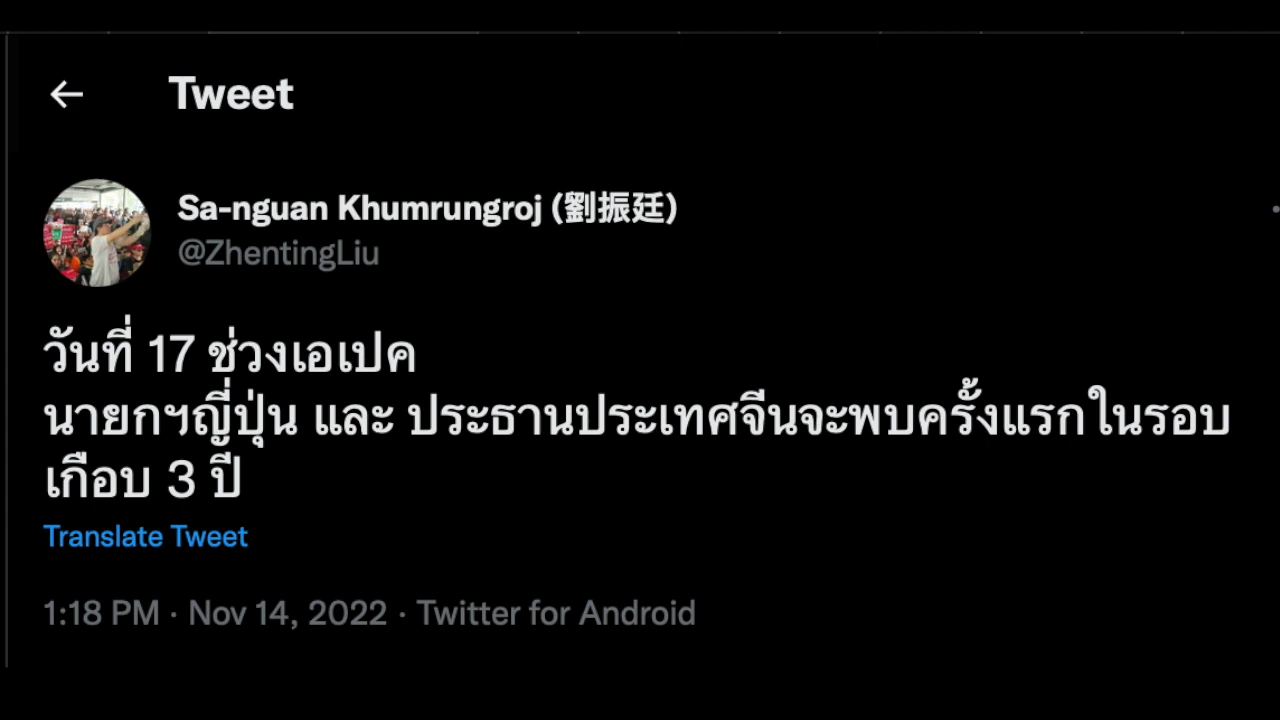 Tweet
Sa-nguan Khumrungroj (劉振廷)
@ZhentingLiu
วันที่ 17 ช่วงเอเปค
นายกฯญี่ปุ่น และ ประธานประเทศจีนจะพบครั้งแรกในรอบ
เกือบ 3 ปี
Translate Tweet
1:18 PM · Nov 14, 2022 · Twitter for Android